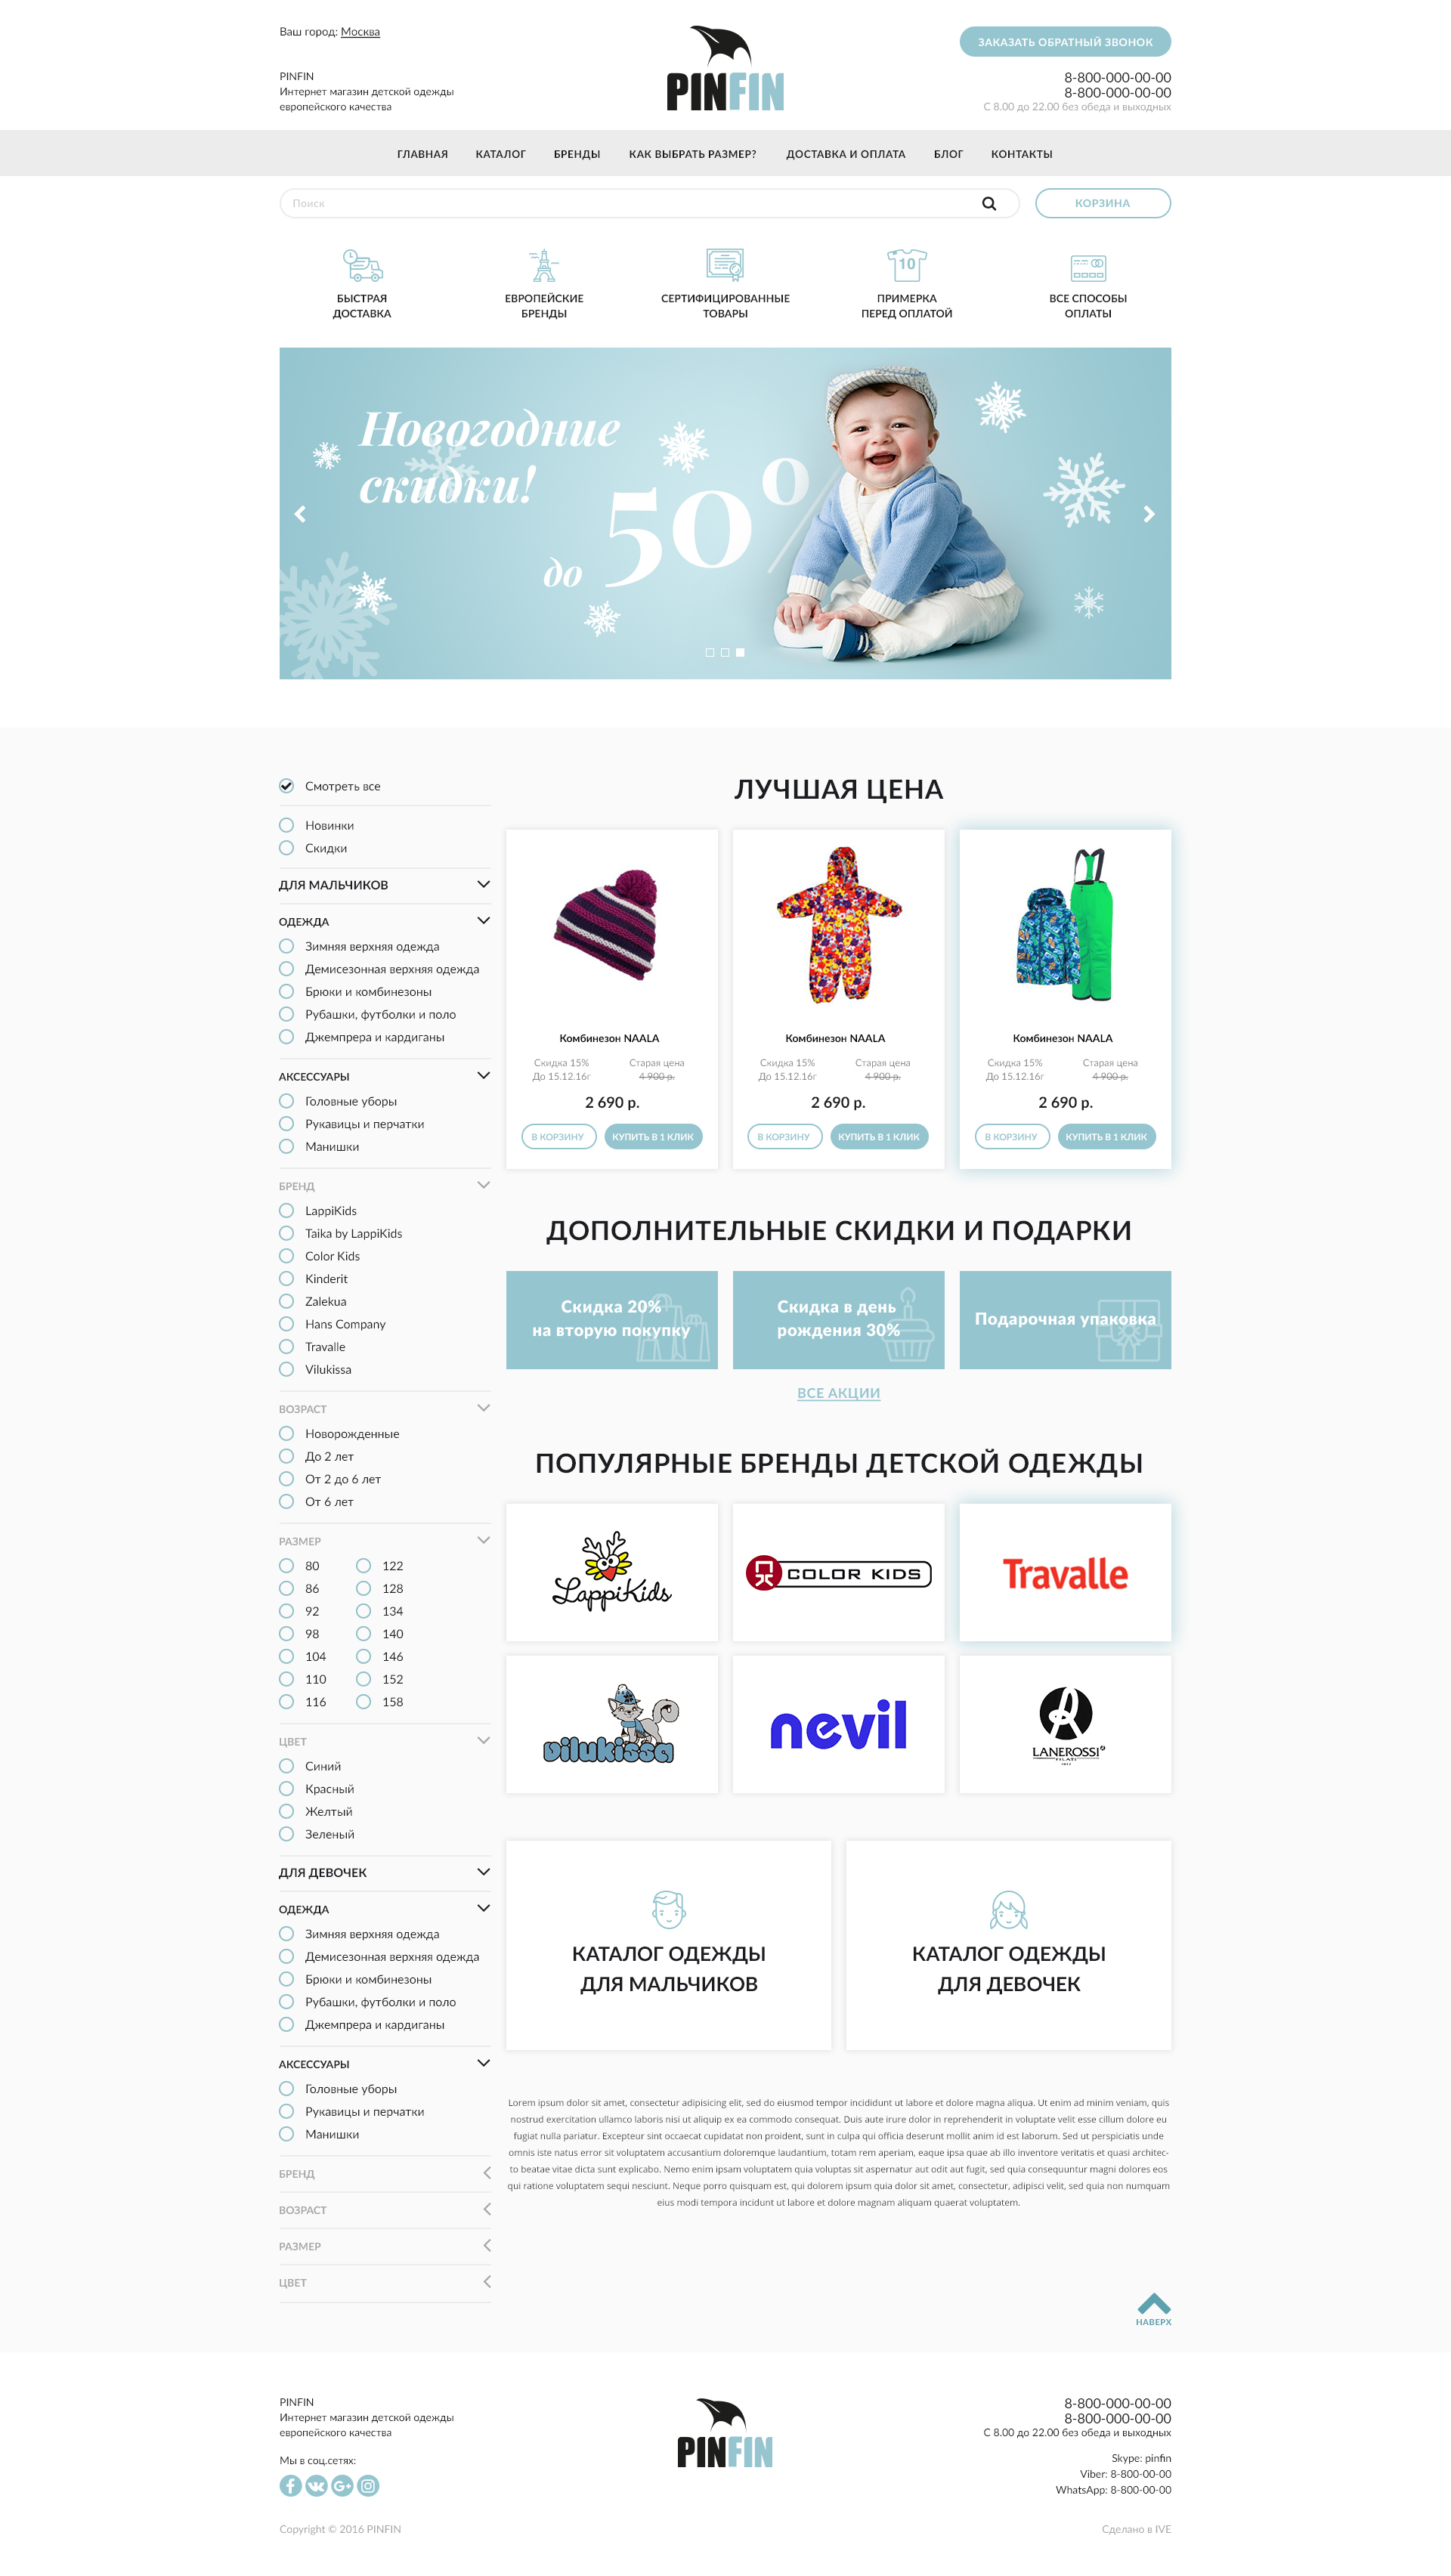 Ваш город: Москва
PINFIN
Интернет магазин детской одежды
европейского качества
PINFIN
ЗАКАЗАТЬ ОБРАТНЫЙ ЗВОНОК
8-800-000-00-00
8-800-000-00-00
С 8.00 до 22.00 без обеда и выходных
ГЛАВНАЯ КАТАЛОГ БРЕНДЫ КАК ВЫБРАТЬ РАЗМЕР? ДОСТАВКА И ОПЛАТА БЛОГ КОНТАКТЫ
Поиск
КОРЗИНА
БЫСТРАЯ
ДОСТАВКА
ЕВРОПЕЙСКИЕ
БРЕНДЫ
СЕРТИФИЦИРОВАННЫЕ
ТОВАРЫ
10
ПРИМЕРКА
ПЕРЕД ОПЛАТОЙ
ВСЕ СПОСОБЫ
ОПЛАТЫ
Новогодние
скидки!
до 50%
Смотреть все
Новинки
Скидки
ДЛЯ МАЛЬЧИКОВ
ОДЕЖДА
Зимняя верхняя одежда
Демисезонная верхняя одежда
Брюки и комбинезоны
Рубашки, футболки и поло
Джемпрера и кардиганы
АКСЕССУАРЫ
Головные уборы
Рукавицы и перчатки
Манишки
БРЕНД
LappiKids
Taika by LappiKids
Color Kids
Kinderit
Zalekua
Hans Company
Travalle
Vilukissa
ВОЗРАСТ
Новорожденные
До 2 лет
От 2 до 6 лет
От 6 лет
РАЗМЕР
80 122
86 128
92 134
98 140
104 146
110 152
116 158
ЦВЕТ
Синий
Красный
Желтый
Зеленый
ДЛЯ ДЕВОЧЕК
ОДЕЖДА
Зимняя верхняя одежда
Демисезонная верхняя одежда
Брюки и комбинезоны
Рубашки, футболки и поло
Джемпрера и кардиганы
АКСЕССУАРЫ
Головные уборы
Рукавицы и перчатки
Манишки
БРЕНД
ВОЗРАСТ
РАЗМЕР
ЦВЕТ
ЛУЧШАЯ ЦЕНА
Комбинезон NAALA
Скидка 15% Старая цена
До 15.12.16г 4 900 р.
2 690 р.
В КОРЗИНУ КУПИТЬ В 1 КЛИК
Комбинезон NAALA
Скидка 15% Старая цена
До 15.12.16г 4 900 р.
2 690 р.
В КОРЗИНУ КУПИТЬ В 1 КЛИК
Комбинезон NAALA
Скидка 15% Старая цена
До 15.12.16г 4 900 р.
2 690 р.
В КОРЗИНУ КУПИТЬ В 1 КЛИК
ДОПОЛНИТЕЛЬНЫЕ СКИДКИ И ПОДАРКИ
Скидка 20%
на вторую покупку
Скидка в день
рождения 30%
Подарочная упаковка
ВСЕ АКЦИИ
ПОПУЛЯРНЫЕ БРЕНДЫ ДЕТСКОЙ ОДЕЖДЫ
LappiKids
COLOR KIDS
Travalle
vilukissa
nevil
LANEROSSI
FILATI
КАТАЛОГ ОДЕЖДЫ
ДЛЯ МАЛЬЧИКОВ
КАТАЛОГ ОДЕЖДЫ
ДЛЯ ДЕВОЧЕК
Lorem ipsum dolor sit amet, consectetur adipisicing elit, sed do eiusmod tempor incididunt ut labore et dolore magna aliqua. Ut enim ad minim veniam, quis
nostrud exercitation ullamco laboris nisi ut aliquip ex ea commodo consequat. Duis aute irure dolor in reprehenderit in voluptate velit esse cillum dolore eu
fugiat nulla pariatur. Excepteur sint occaecat cupidatat non proident, sunt in culpa qui officia deserunt mollit anim id est laborum. Sed ut perspiciatis unde
omnis iste natus error sit voluptatem accusantium doloremque laudantium, totam rem aperiam, eaque ipsa quae ab illo inventore veritatis et quasi architec-
to beatae vitae dicta sunt explicabo. Nemo enim ipsam voluptatem quia voluptas sit aspernatur aut odit aut fugit, sed quia consequuntur magni dolores eos
qui ratione voluptatem sequi nesciunt. Neque porro quisquam est, qui dolorem ipsum quia dolor sit amet, consectetur, adipisci velit, sed quia non numquam
eius modi tempora incidunt ut labore et dolore magnam aliquam quaerat voluptatem.
НАВЕРХ
PINFIN
Интернет магазин детской одежды
европейского качества
Мы в соц.сетях:
PINFIN
8-800-000-00-00
8-800-000-00-00
С 8.00 до 22.00 без обеда и выходных
Skype: pinfin
Viber: 8-800-00-00
WhatsApp: 8-800-00-00
Copyright © 2016 PINFIN
Сделано в IVE